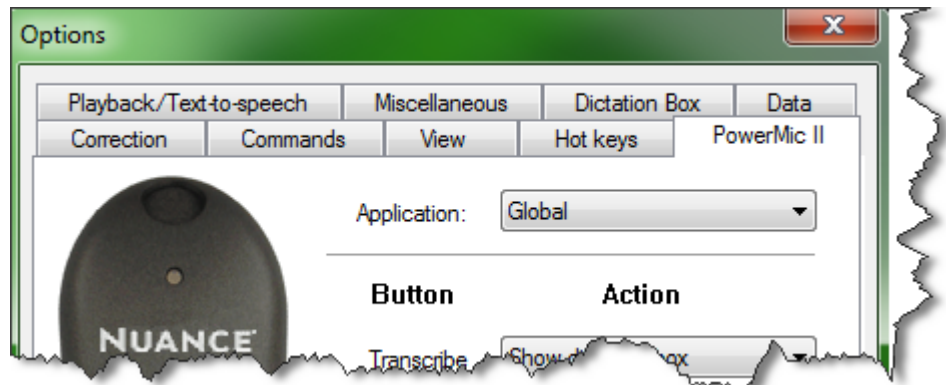 Options
Playback/Text-to-speech Miscellaneous Dictation Box Data
Correction Commands View Hot keys PowerMic II
Application: Global
Button Action
NUANCE
Transcribe Show